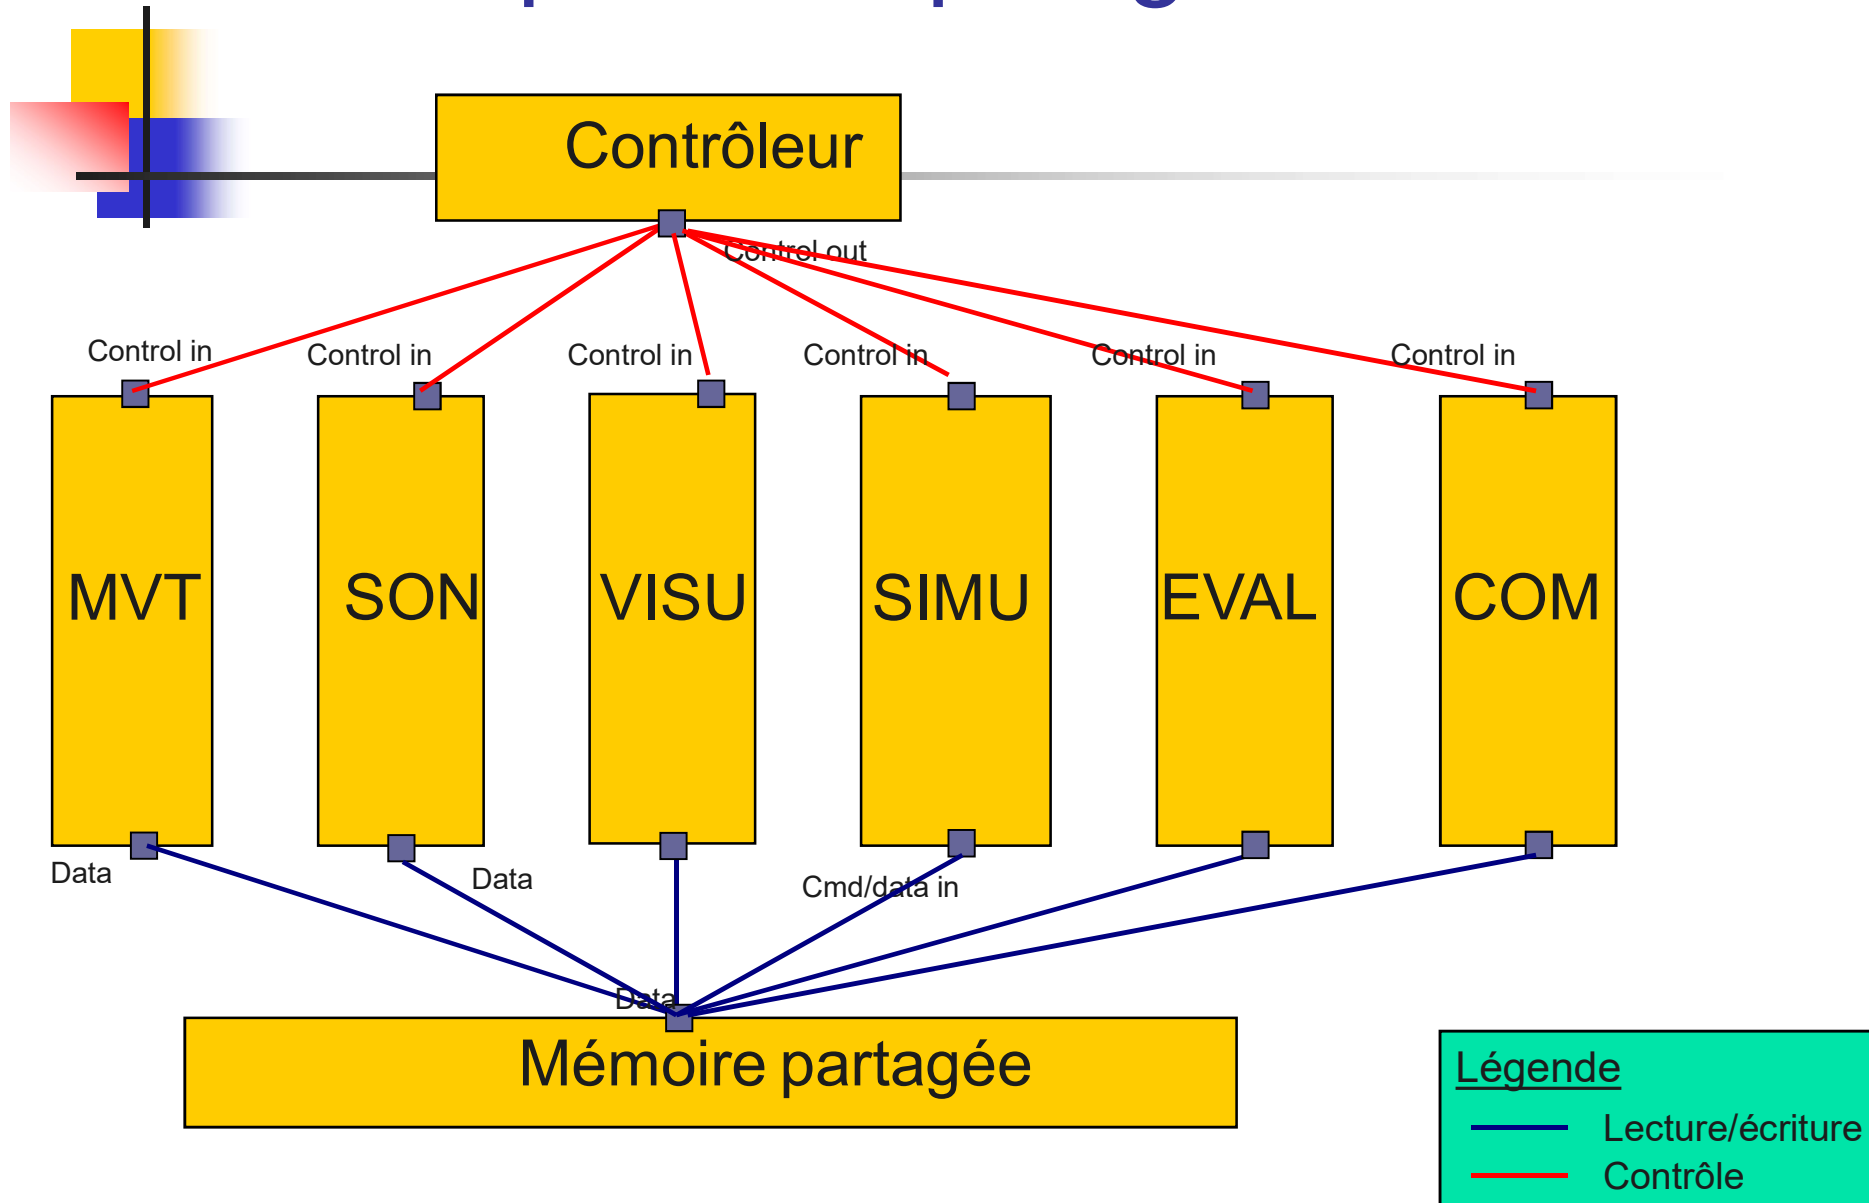 Contrôleur
Control out
Control in
Control in
Control in
Control in
Control in
Control in
MVT
SON
VISU
SIMU
EVAL
COM
Data
Data
Cmd/data in
Data
Mémoire partagée
Légende
Lecture/écriture
Contrôle